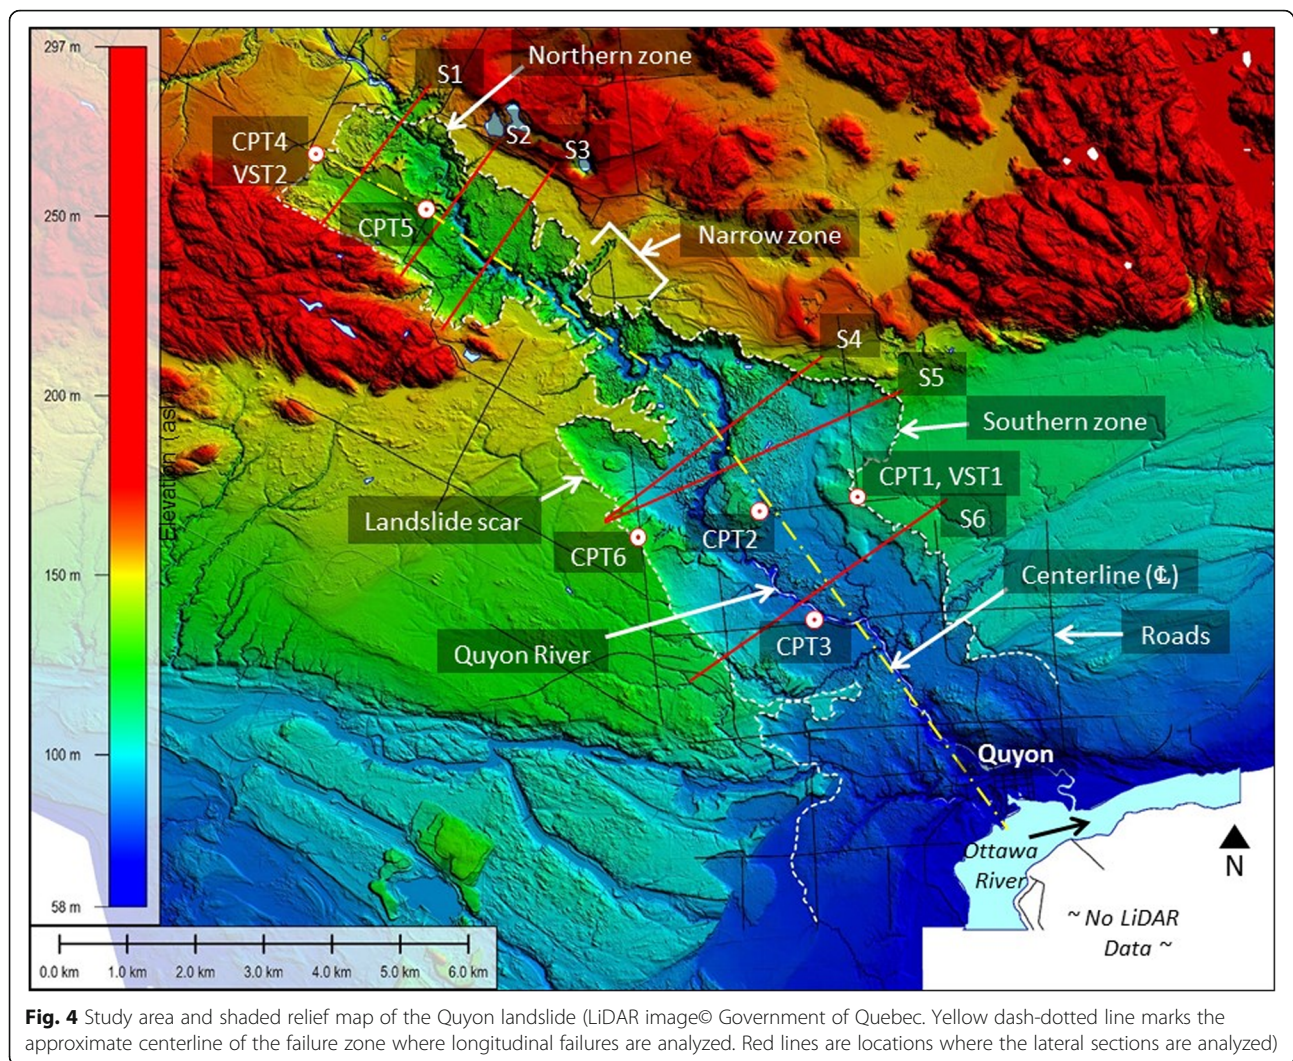 297 m
250 m
200 m
150 m
100 m
58 m
Elevation (asl)
0.0 km 1.0 km 2.0 km 3.0 km 4.0 km 5.0 km 6.0 km
Northern zone
S1
S2
S3
CPT4
VST2
CPT5
Narrow zone
S4
S5
Southern zone
CPT1, VST1
S6
Landslide scar
CPT6
CPT2
Centerline (℄)
Quyon River
CPT3
Roads
Quyon
Ottawa
River
N
~ No LiDAR
Data ~
Fig. 4 Study area and shaded relief map of the Quyon landslide (LiDAR image© Government of Quebec. Yellow dash-dotted line marks the
approximate centerline of the failure zone where longitudinal failures are analyzed. Red lines are locations where the lateral sections are analyzed)